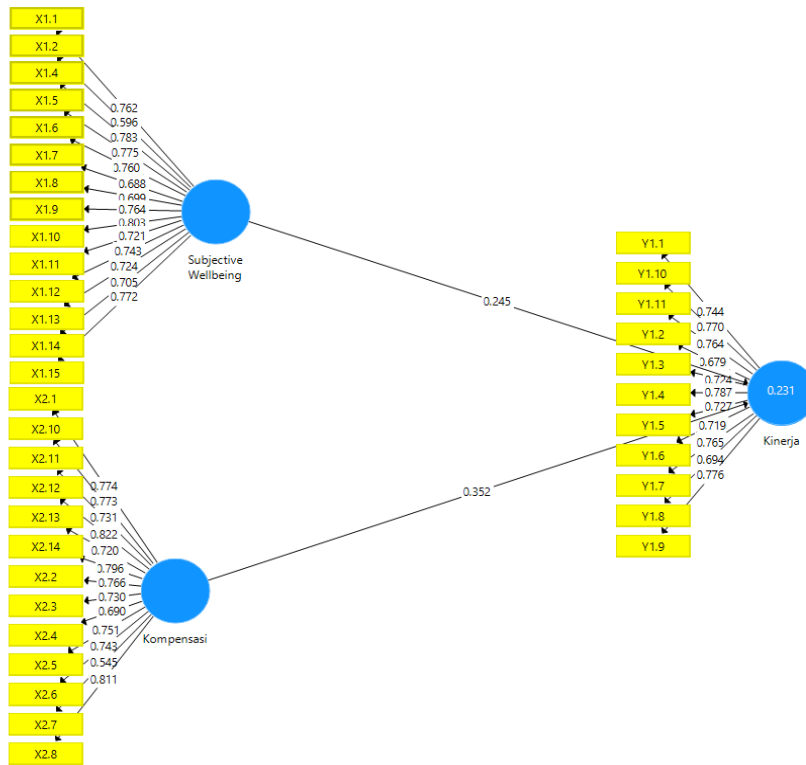 X1.1
X1.2
X1.4
X1.5
X1.6
X1.7
X1.8
X1.9
X1.10
X1.11
X1.12
X1.13
X1.14
X1.15
0.762
0.596
0.783
0.775
0.760
0.688
0.699
0.764
0.803
0.721
0.743
0.724
0.705
0.772
Subjective
Wellbeing
0.245
X2.1
X2.10
X2.11
X2.12
X2.13
X2.14
X2.2
X2.3
X2.4
X2.5
X2.6
X2.7
X2.8
0.774
0.773
0.731
0.822
0.720
0.796
0.766
0.730
0.690
0.751
0.743
0.545
0.811
Kompensasi
0.352
Y1.1
Y1.10
Y1.11
Y1.2
Y1.3
Y1.4
Y1.5
Y1.6
Y1.7
Y1.8
Y1.9
0.744
0.770
0.764
0.679
0.724
0.787
0.727
0.719
0.765
0.694
0.776
0.231
Kinerja